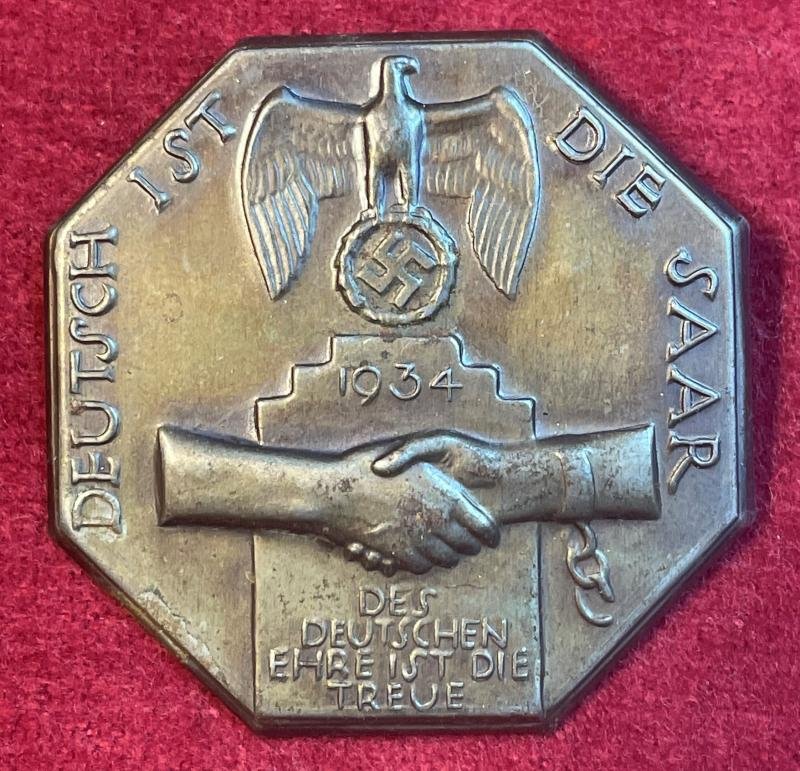 DEUTSCH IST DIE SAAR
1934
DES
DEUTSCHEN
EHRE IST DIE
TREUE